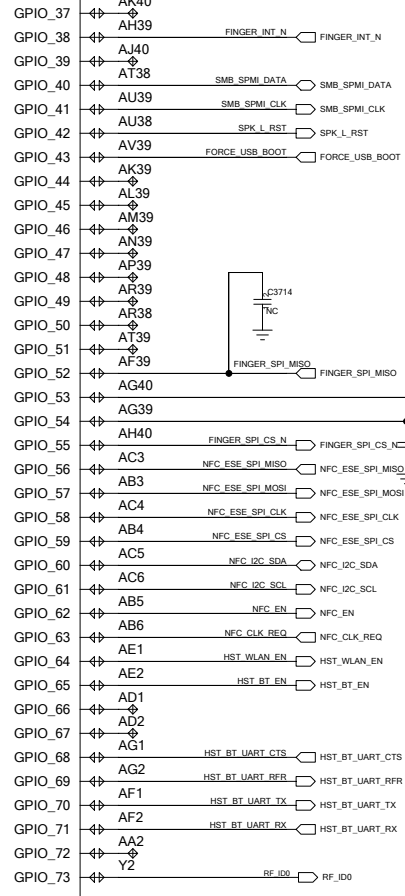 AK40
GPIO_37
AH39
GPIO_38 FINGER_INT_N FINGER_INT_N
AJ40
GPIO_39
AT38
GPIO_40 SMB_SPMI_DATA SMB_SPMI_DATA
AU39
GPIO_41 SMB_SPMI_CLK SMB_SPMI_CLK
AU38
GPIO_42 SPK_L_RST SPK_L_RST
AV39
GPIO_43 FORCE_USB_BOOT FORCE_USB_BOOT
AK39
GPIO_44
AL39
GPIO_45
AM39
GPIO_46
AN39
GPIO_47
AP39
GPIO_48
AR39 C3714
GPIO_49 NC
AR38
GPIO_50
AT39
GPIO_51
AF39
GPIO_52 FINGER_SPI_MISO FINGER_SPI_MISO
AG40
GPIO_53
AG39
GPIO_54
AH40
GPIO_55 FINGER_SPI_CS_N FINGER_SPI_CS_N
AC3
GPIO_56 NFC_ESE_SPI_MISO NFC_ESE_SPI_MISO
AB3
GPIO_57 NFC_ESE_SPI_MOSI NFC_ESE_SPI_MOSI
AC4
GPIO_58 NFC_ESE_SPI_CLK NFC_ESE_SPI_CLK
AB4
GPIO_59 NFC_ESE_SPI_CS NFC_ESE_SPI_CS
AC5
GPIO_60 NFC_I2C_SDA NFC_I2C_SDA
AC6
GPIO_61 NFC_I2C_SCL NFC_I2C_SCL
AB5
GPIO_62 NFC_EN NFC_EN
AB6
GPIO_63 NFC_CLK_REQ NFC_CLK_REQ
AE1
GPIO_64 HST_WLAN_EN HST_WLAN_EN
AE2
GPIO_65 HST_BT_EN HST_BT_EN
AD1
GPIO_66
AD2
GPIO_67
AG1
GPIO_68 HST_BT_UART_CTS HST_BT_UART_CTS
AG2
GPIO_69 HST_BT_UART_RFR HST_BT_UART_RFR
AF1
GPIO_70 HST_BT_UART_TX HST_BT_UART_TX
AF2
GPIO_71 HST_BT_UART_RX HST_BT_UART_RX
AA2
GPIO_72
Y2
GPIO_73 RF_ID0 RF_ID0